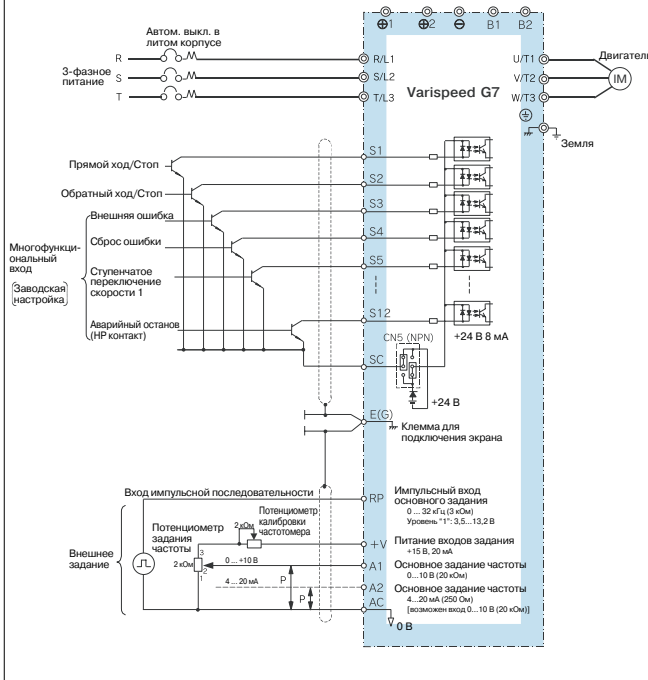 ⊕1 ⊕2 ⊖ B1 B2
Автом. выкл. в
литом корпусе
R
R/L1
U/T1
Двигатель
3-фазное
питание
S
S/L2
Varispeed G7
V/T2
IM
T
T/L3
W/T3
Земля
Прямой ход/Стоп
S1
Обратный ход/Стоп
S2
Внешняя ошибка
S3
Сброс ошибки
S4
Многофункци-
ональный
вход
Заводская
настройка
Ступенчатое
переключение
скорости 1
S5
Аварийный останов
(НР контакт)
S12
+24 В 8 мА
CN5 (NPN)
SC
+24 В
E(G)
Клемма для
подключения экрана
Вход импульсной последовательности
RP
Импульсный вход
основного задания
0 ... 32 кГц (3 кОм)
Уровень "1": 3,5...13,2 В
Потенциометр
калибровки
частотомера
2 кОм
Потенциометр
задания
частоты
+V
Питание входов задания
+15 В, 20 мА
Внешнее
задание
3
2 кОм
2
1
0 ... +10 В
P
A1
Основное задание частоты
0...10 В (20 кОм)
4 ... 20 мА
P
A2
Основное задание частоты
4...20 мА (250 Ом)
[возможен вход 0...10 В (20 кОм)]
AC
0 В